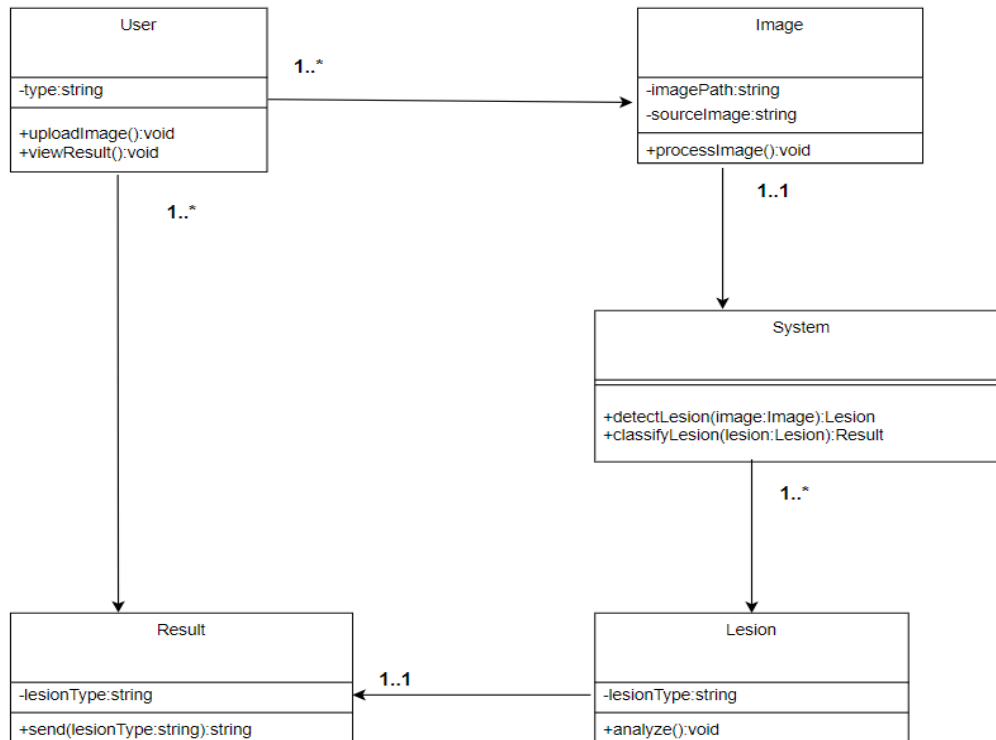 User
-type:string
+uploadImage():void
+viewResult():void
1..*
Image
-imagePath:string
-sourceImage:string
+processImage():void
1..*
1..1
System
+detectLesion(image:Image):Lesion
+classifyLesion(lesion:Lesion):Result
1..*
Result
-lesionType:string
+send(lesionType:string):string
1..1
Lesion
-lesionType:string
+analyze():void